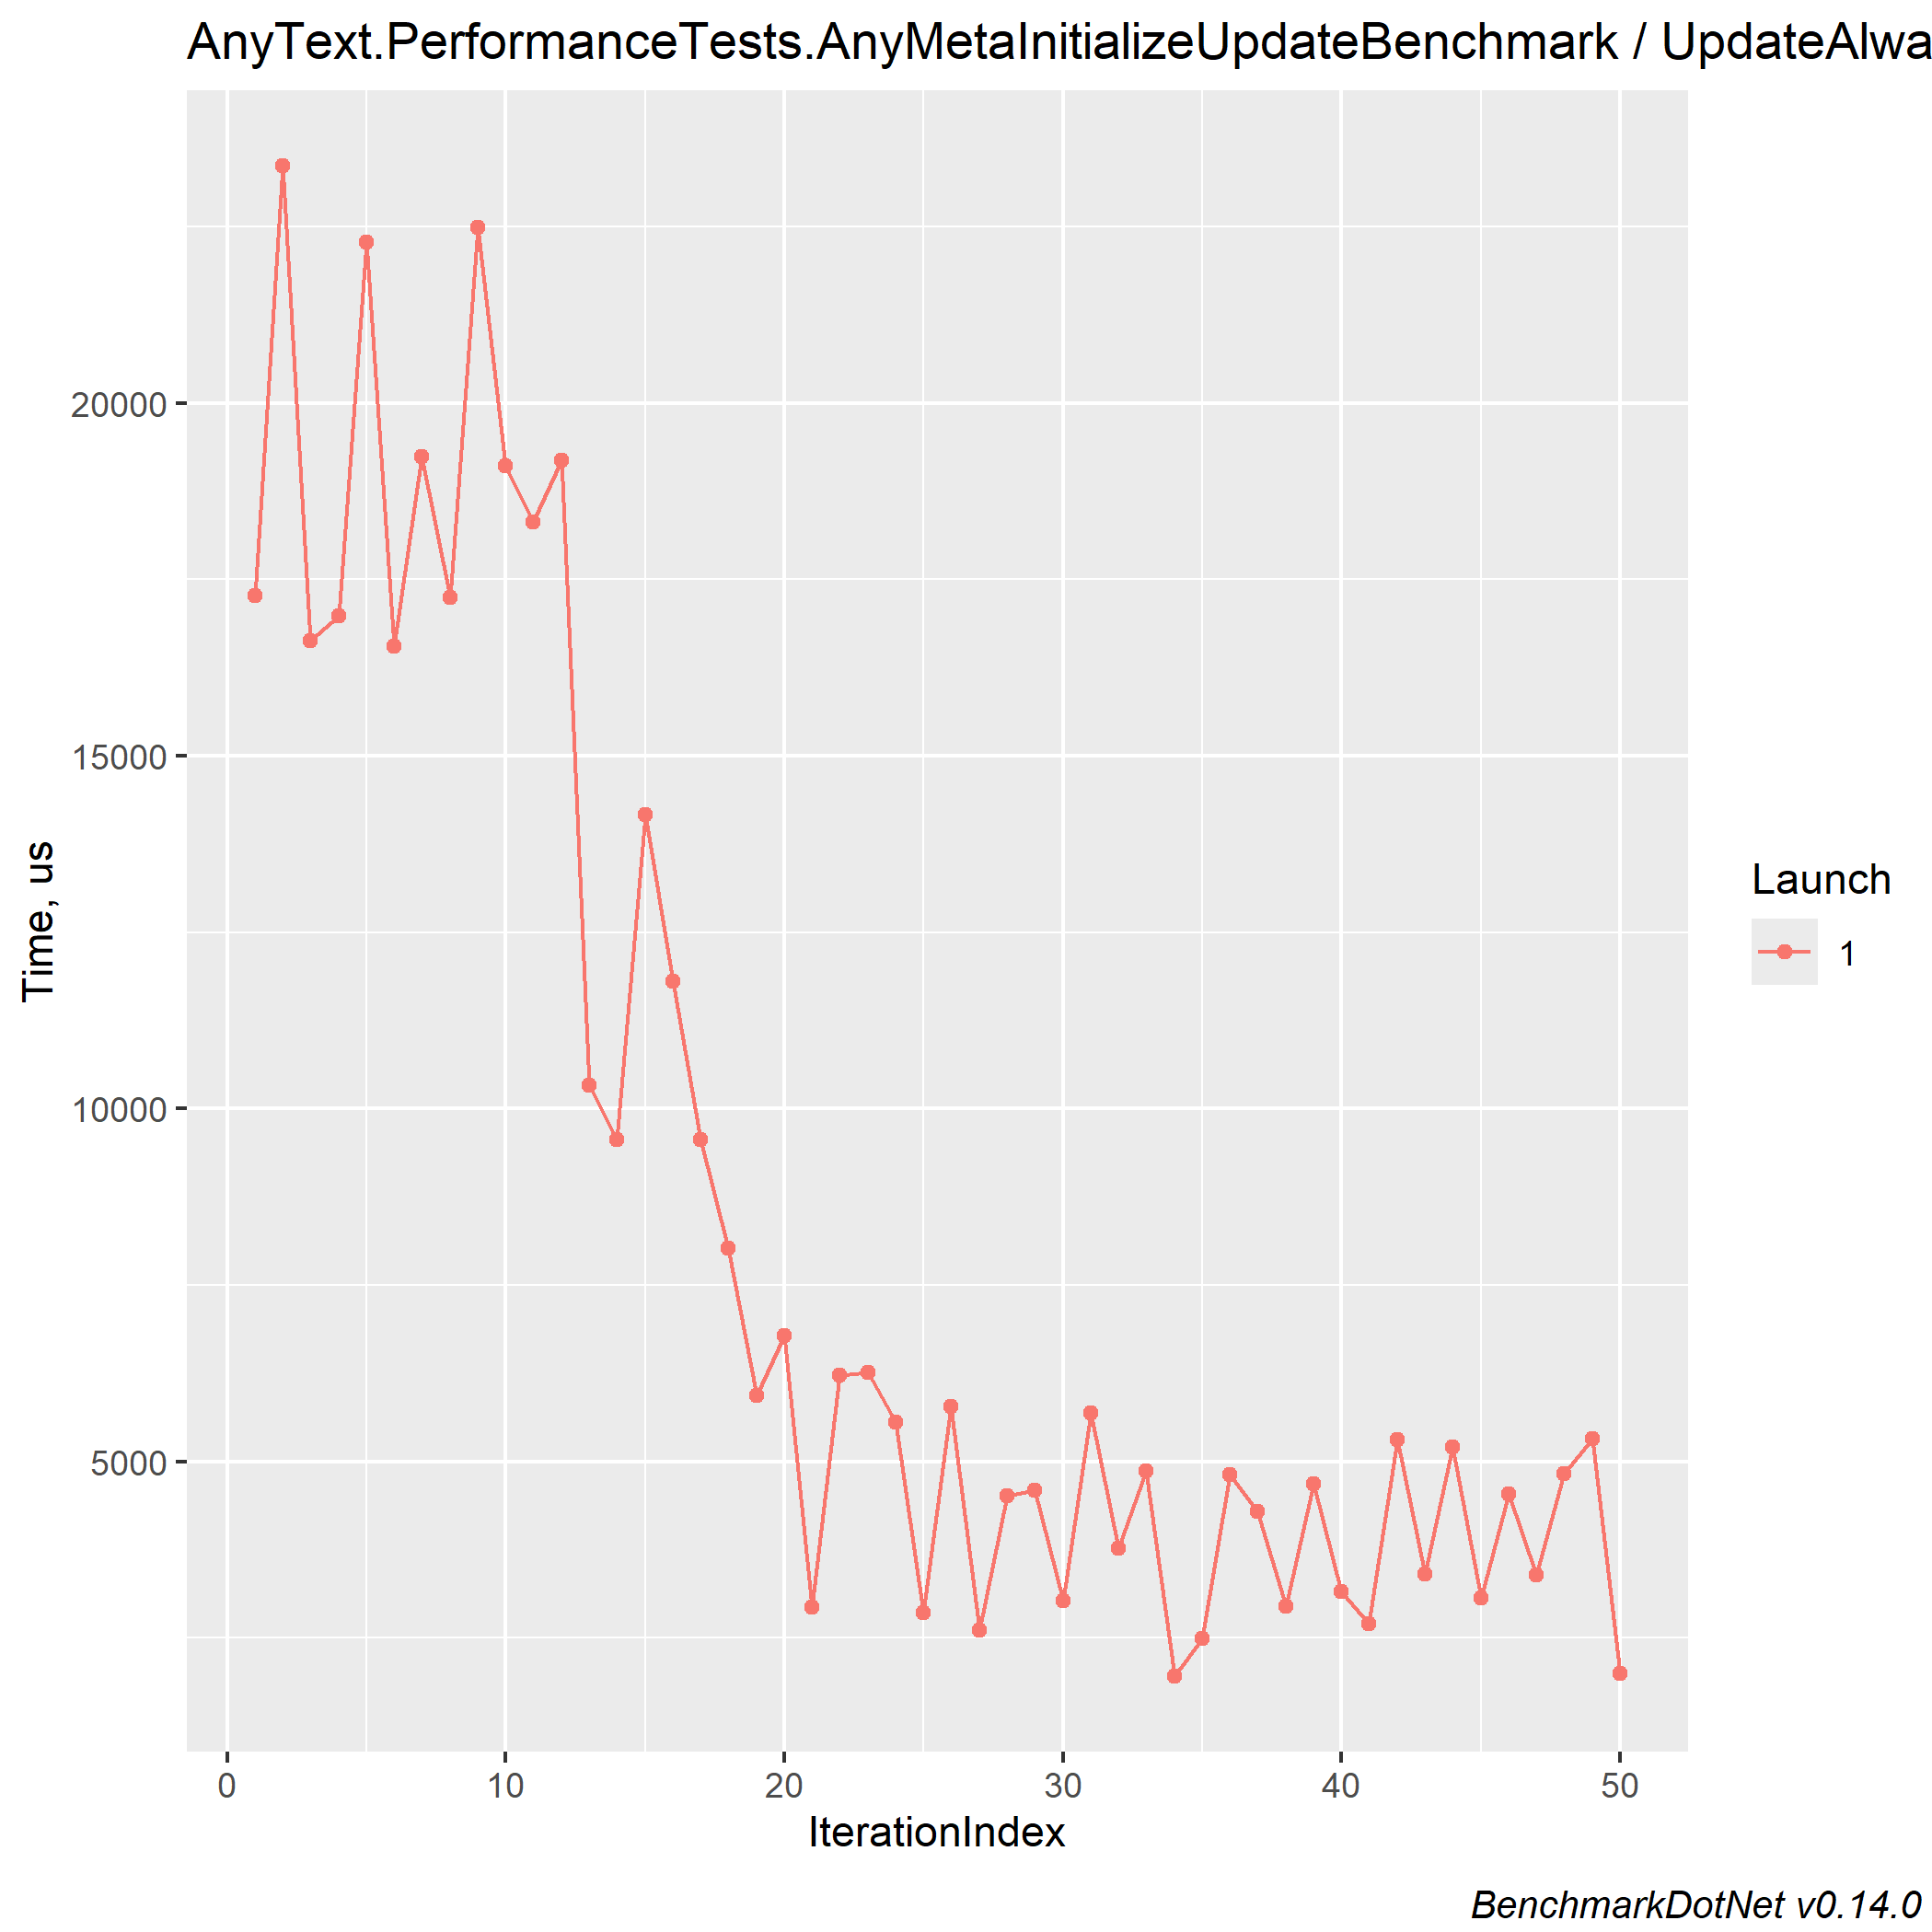 AnyText.PerformanceTests.AnyMetaInitializeUpdateBenchmark / UpdateAlwa
20000
15000
10000
5000
Time, us
0 10 20 30 40 50
IterationIndex
Launch
1
BenchmarkDotNet v0.14.0